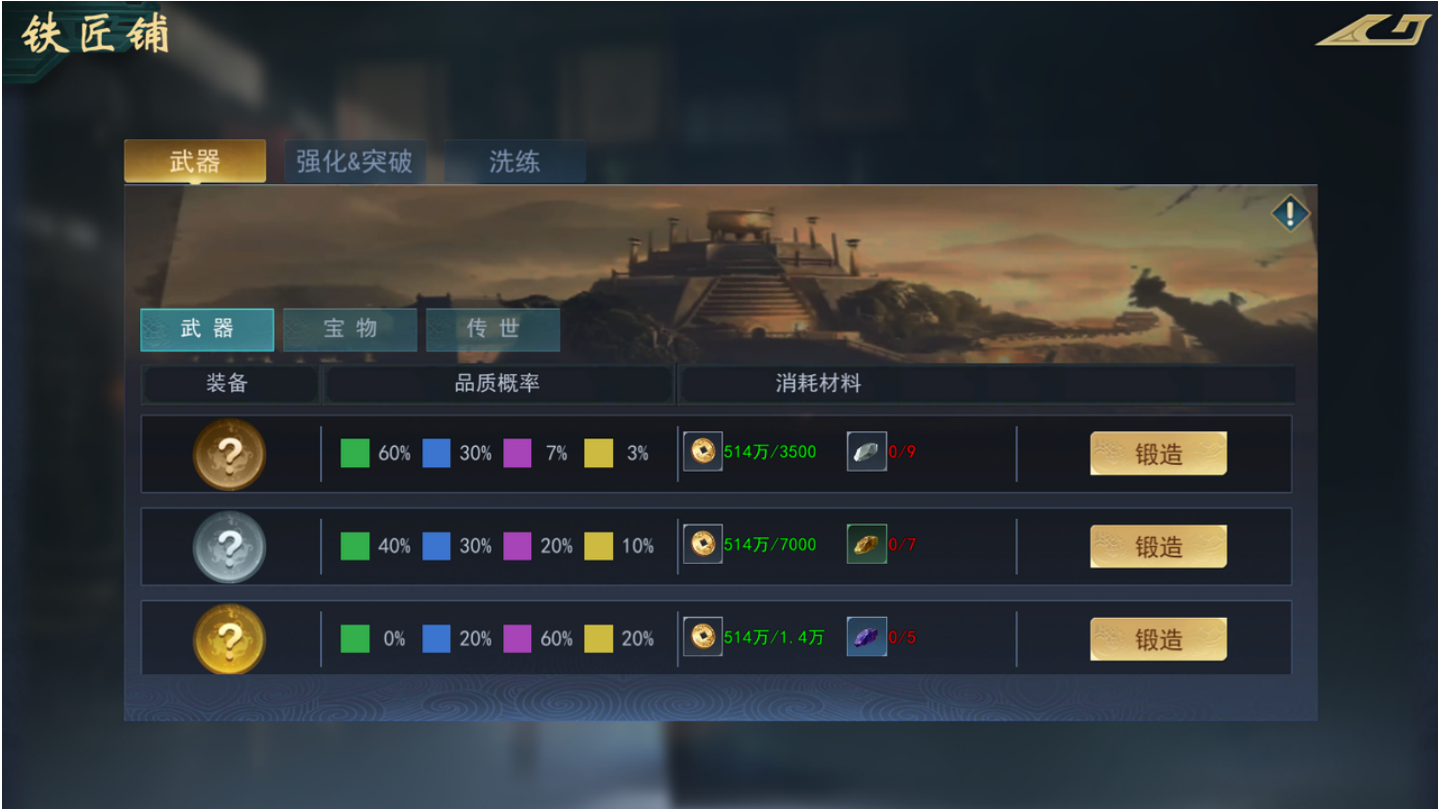 铁匠铺
武器 强化&突破 洗练
武器 宝物 传世
装备 品质概率 消耗材料
? 60% 30% 7% 3% 514万/3500 0/9 锻造
? 40% 30% 20% 10% 514万/7000 0/7 锻造
? 0% 20% 60% 20% 514万/1.4万 0/5 锻造